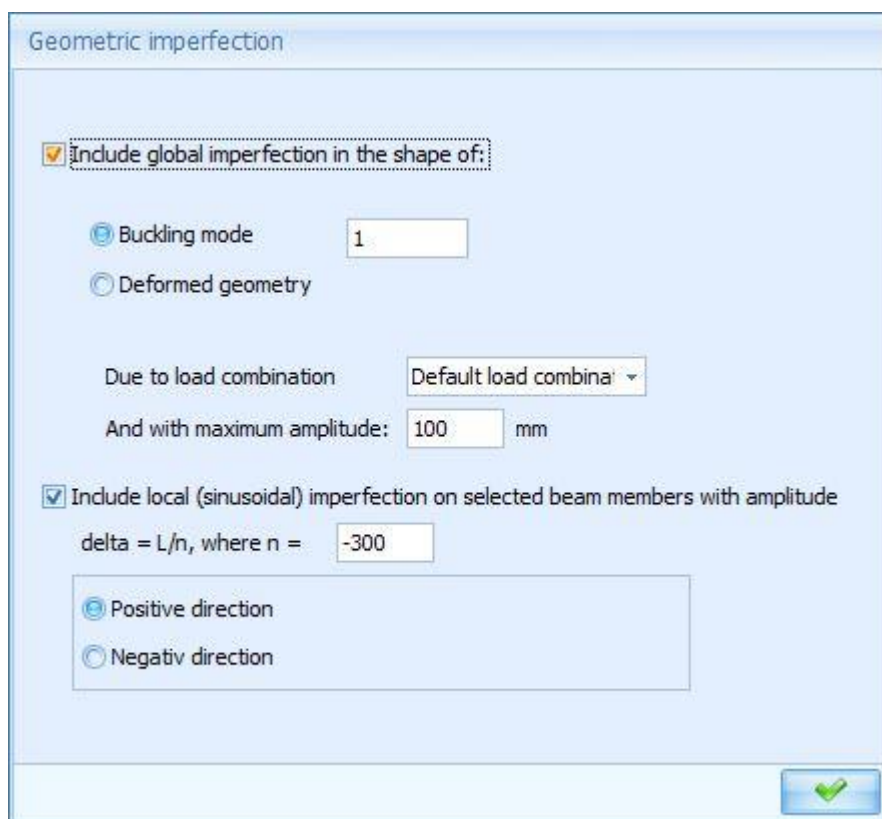 Geometric imperfection
Include global imperfection in the shape of:
Buckling mode 1
Deformed geometry
Due to load combination Default load combina
And with maximum amplitude: 100 mm
Include local (sinusoidal) imperfection on selected beam members with amplitude
delta = L/n, where n = -300
Positive direction
Negativ direction